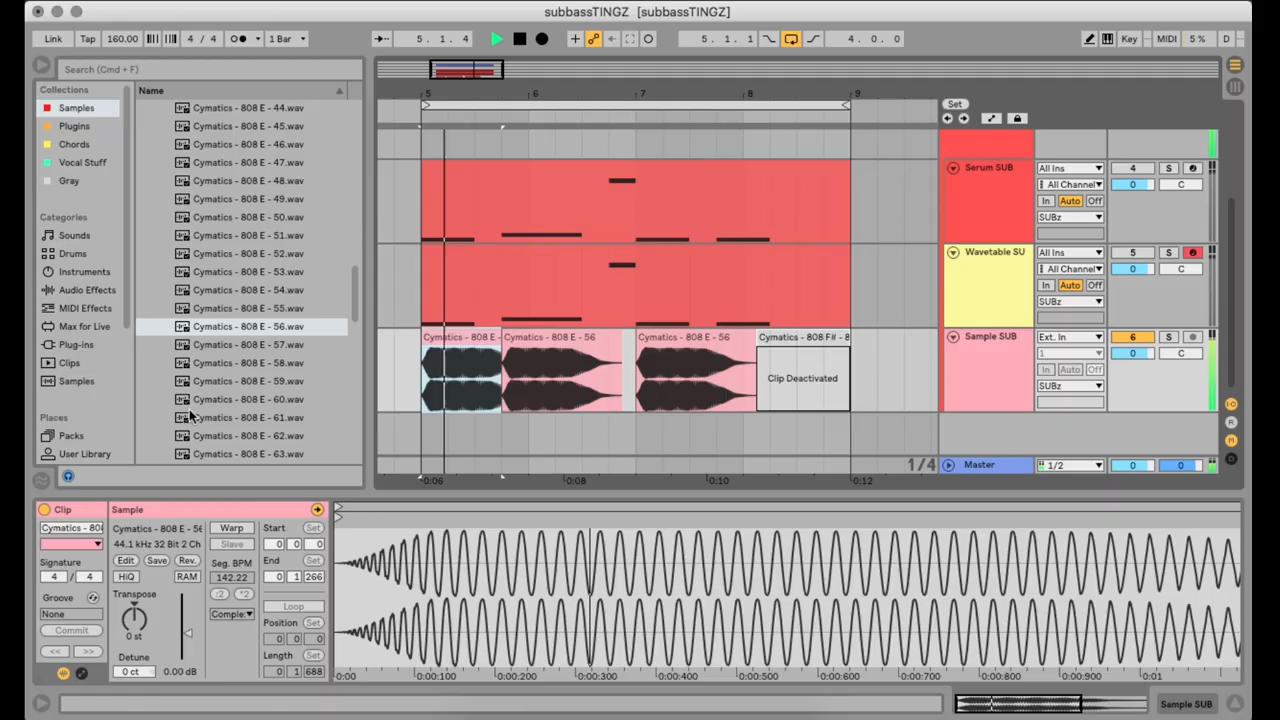 subbassTINGZ [subbassTINGZ]
Link Tap 160.00 4 / 4 1 Bar 5. 1. 4 5. 1. 1 4. 0. 0 Key MIDI 5 % D
Search (Cmd + F)
Collections
Samples
Plugins
Chords
Vocal Stuff
Gray
Categories
Sounds
Drums
Instruments
Audio Effects
MIDI Effects
Max for Live
Plug-ins
Clips
Samples
Places
Packs
User Library
Name
Cymatics - 808 E - 44.wav
Cymatics - 808 E - 45.wav
Cymatics - 808 E - 46.wav
Cymatics - 808 E - 47.wav
Cymatics - 808 E - 48.wav
Cymatics - 808 E - 49.wav
Cymatics - 808 E - 50.wav
Cymatics - 808 E - 51.wav
Cymatics - 808 E - 52.wav
Cymatics - 808 E - 53.wav
Cymatics - 808 E - 54.wav
Cymatics - 808 E - 55.wav
Cymatics - 808 E - 56.wav
Cymatics - 808 E - 57.wav
Cymatics - 808 E - 58.wav
Cymatics - 808 E - 59.wav
Cymatics - 808 E - 60.wav
Cymatics - 808 E - 61.wav
Cymatics - 808 E - 62.wav
Cymatics - 808 E - 63.wav
5 6 7 8 9
Set
Serum SUB All Ins 4 S
All Channel 0 C
In Auto Off
SUBz
Wavetable SU All Ins 5 S
All Channel 0 C
In Auto Off
SUBz
Cymatics - 808 E - Cymatics - 808 E - 56 Cymatics - 808 E - 56 Cymatics - 808 F# - 8
Clip Deactivated
Sample SUB Ext. In 6 S
1 0 C
In Auto Off
SUBz
1/4 Master 1/2 0 0
0:06 0:08 0:10 0:12
R
M
D
Clip
Cymatics - 808
Signature
4 / 4
Groove
None
Commit
<< >>
Sample
Cymatics - 808 E - 56
44.1 kHz 32 Bit 2 Ch
Edit Save Rev.
HiQ RAM
Transpose
0 st
Detune
0 ct 0.00 dB
Warp
Slave
Seg. BPM
142.22
:2 *2
Comple
Start Set
0 0 0
End Set
0 1 266
Loop
Position Set
0 0 0
Length Set
0 1 688
0:00 0:00:100 0:00:200 0:00:300 0:00:400 0:00:500 0:00:600 0:00:700 0:00:800 0:00:900 0:01
Sample SUB